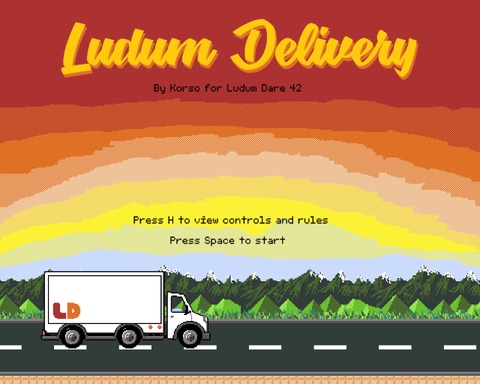 Ludum Delivery
By Korso for Ludum Dare 42
Press H to view controls and rules
Press Space to start
LD